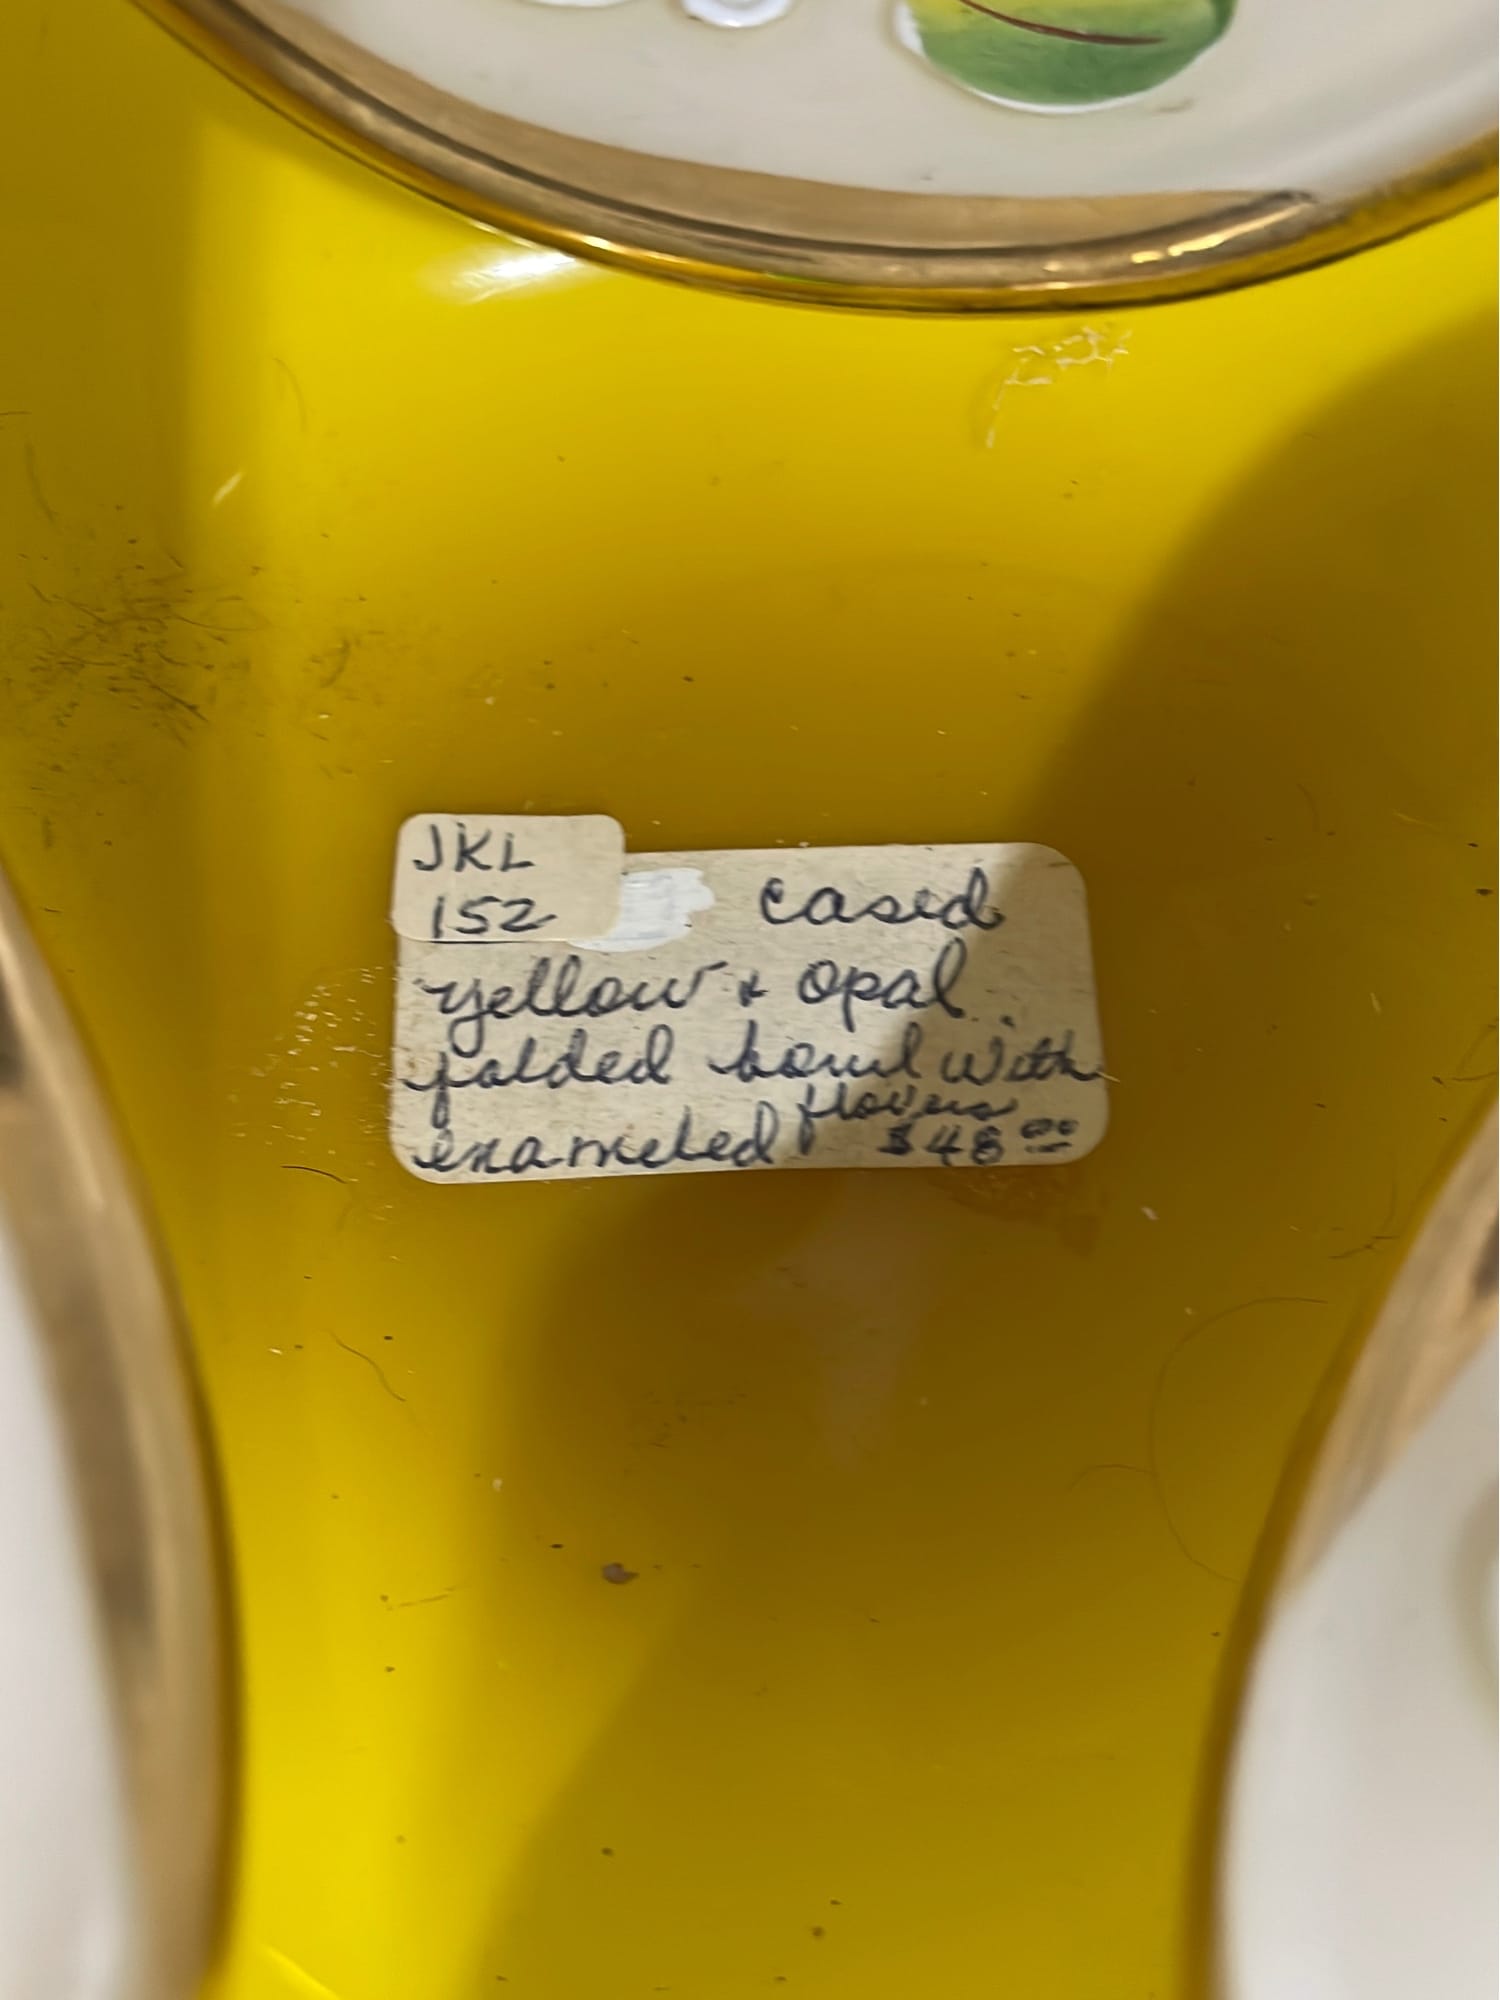 JKL
152
cased
yellow & opal
folded bowl with
enameled flowers
$48.00